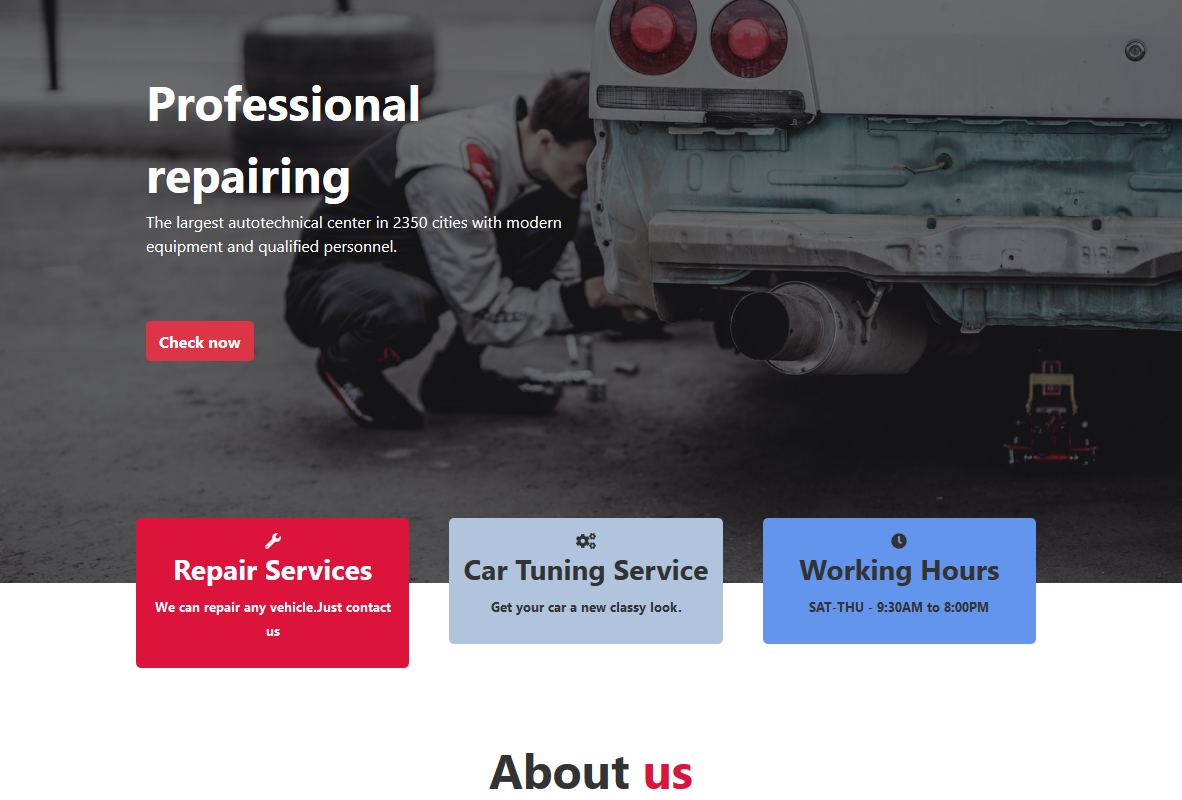 Professional
repairing
The largest autotechnical center in 2350 cities with modern
equipment and qualified personnel.
Check now
Repair Services
We can repair any vehicle.Just contact
us
Car Tuning Service
Get your car a new classy look.
Working Hours
SAT-THU - 9:30AM to 8:00PM
About us